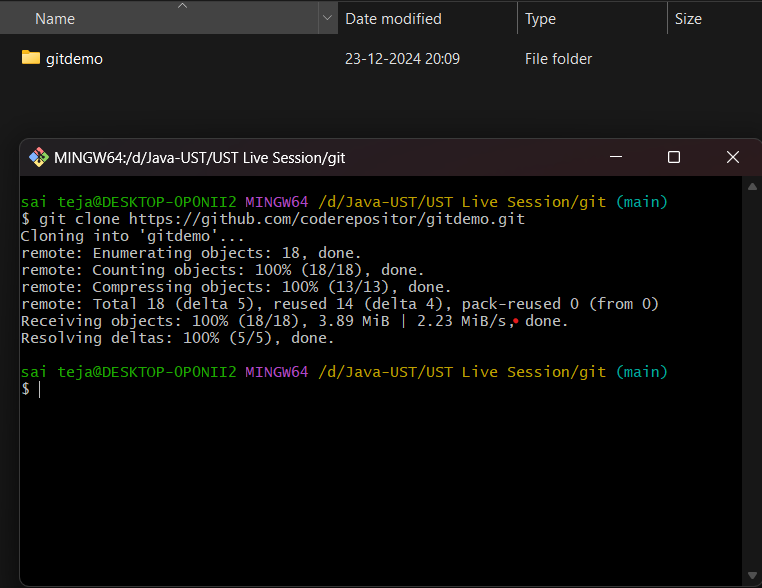 Name Date modified Type Size
gitdemo 23-12-2024 20:09 File folder
MINGW64:/d/Java-UST/UST Live Session/git
sai teja@DESKTOP-OPONII2 MINGW64 /d/Java-UST/UST Live Session/git (main)
$ git clone https://github.com/coderepositor/gitdemo.git
Cloning into 'gitdemo'...
remote: Enumerating objects: 18, done.
remote: Counting objects: 100% (18/18), done.
remote: Compressing objects: 100% (13/13), done.
remote: Total 18 (delta 5), reused 14 (delta 4), pack-reused 0 (from 0)
Receiving objects: 100% (18/18), 3.89 MiB | 2.23 MiB/s, done.
Resolving deltas: 100% (5/5), done.
sai teja@DESKTOP-OPONII2 MINGW64 /d/Java-UST/UST Live Session/git (main)
$